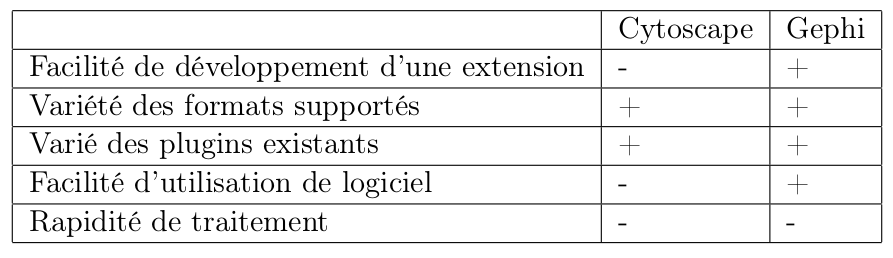 Cytoscape Gephi
Facilité de développement d'une extension - +
Variété des formats supportés + +
Varié des plugins existants + +
Facilité d'utilisation de logiciel - +
Rapidité de traitement - -